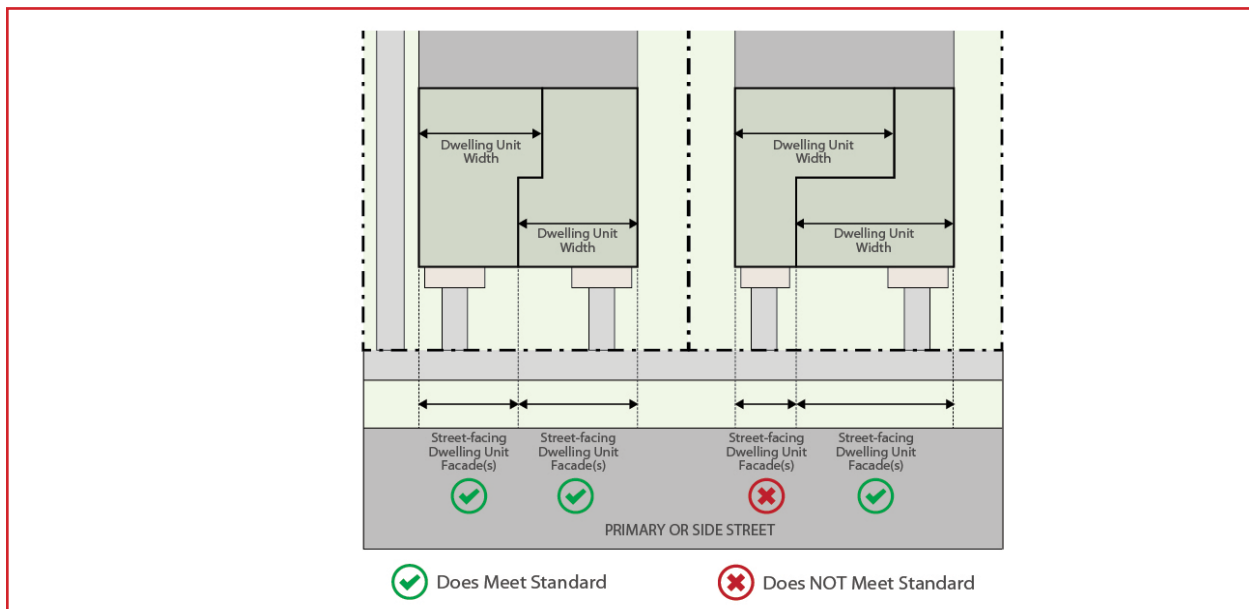 Dwelling Unit
Width
Dwelling Unit
Width
Dwelling Unit
Width
Dwelling Unit
Width
Street-facing
Dwelling Unit
Facade(s)
Street-facing
Dwelling Unit
Facade(s)
Street-facing
Dwelling Unit
Facade(s)
Street-facing
Dwelling Unit
Facade(s)
PRIMARY OR SIDE STREET
Does Meet Standard
Does NOT Meet Standard